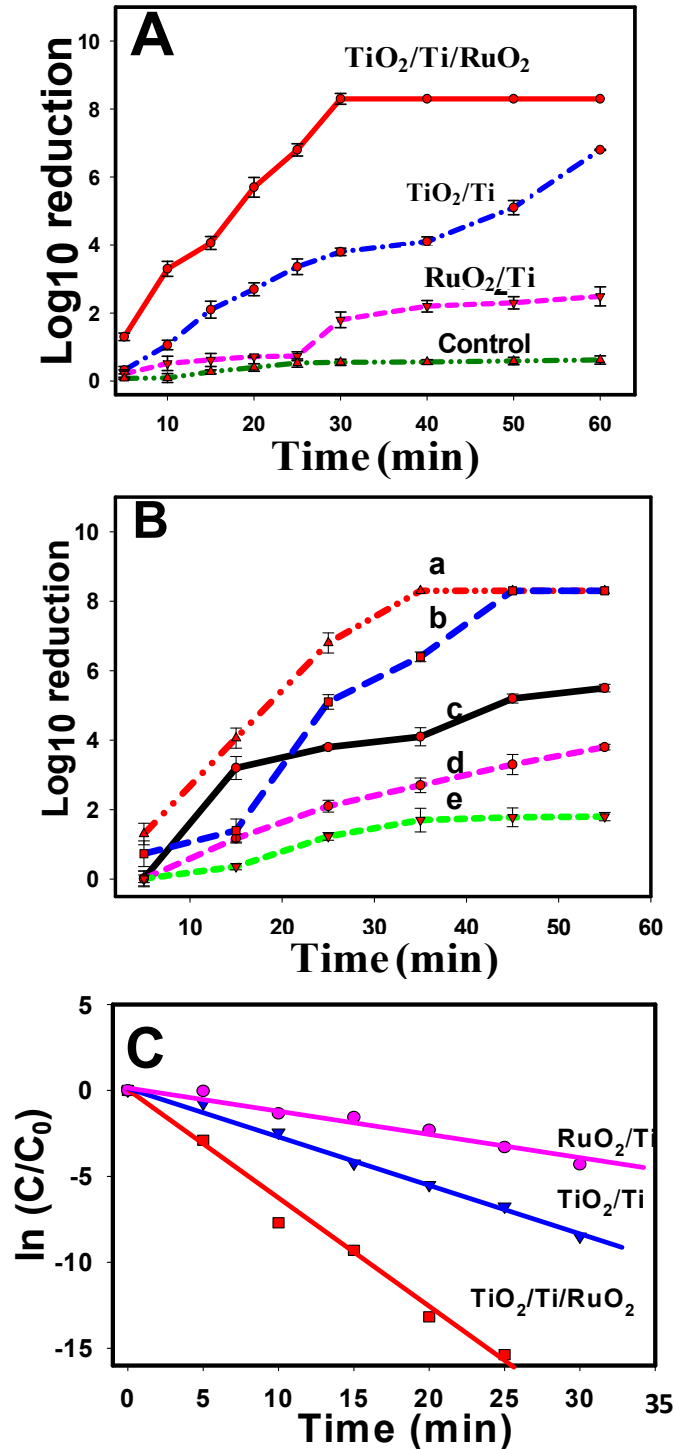 A
TiO₂/Ti/RuO₂
TiO₂/Ti
RuO₂/Ti
Control
Log10 reduction
10
8
6
4
2
0
10 20 30 40 50 60
Time (min)
B
a
b
c
d
e
Log10 reduction
10
8
6
4
2
0
10 20 30 40 50 60
Time (min)
C
RuO₂/Ti
TiO₂/Ti
TiO₂/Ti/RuO₂
ln (C/C₀)
5
0
-5
-10
-15
0 5 10 15 20 25 30 35
Time (min)